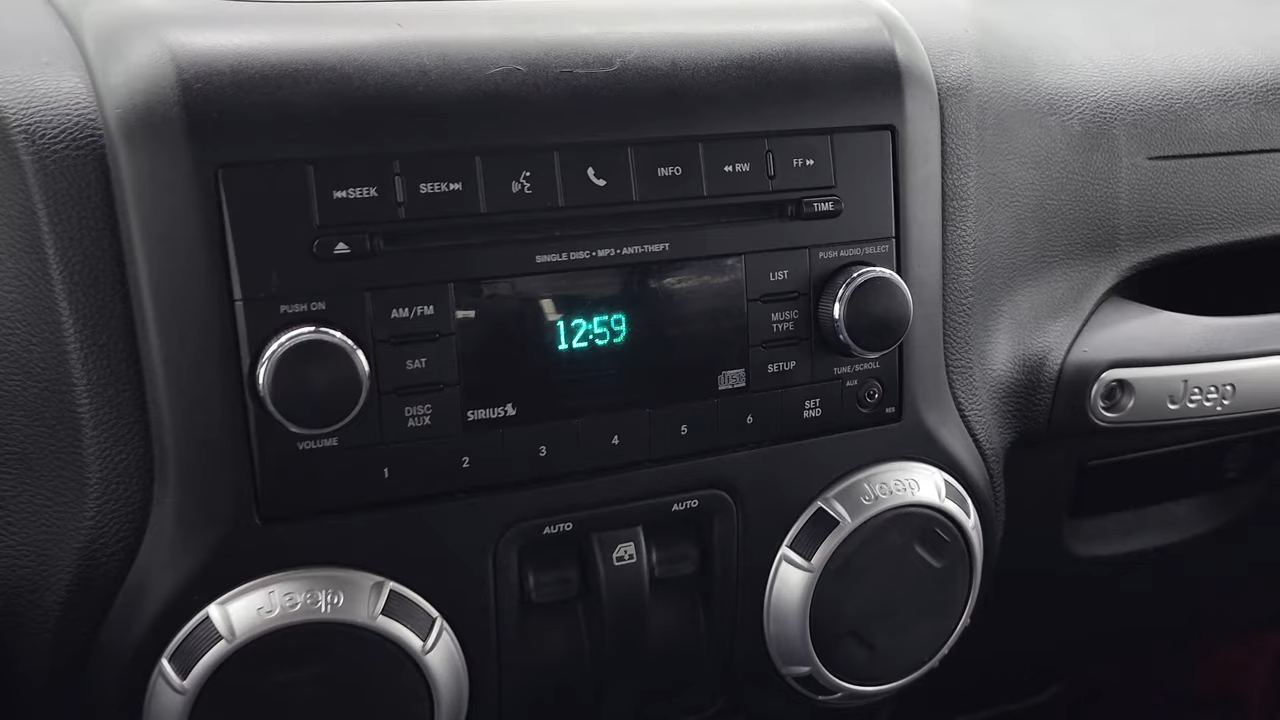 SEEK
SEEK
INFO
RW
FF
TIME
SINGLE DISC • MP3 • ANTI-THEFT
PUSH AUDIO/SELECT
PUSH ON
AM/FM
SAT
DISC
AUX
VOLUME
12:59
SIRIUS
disc
LIST
MUSIC
TYPE
SETUP
TUNE/SCROLL
AUX
SET
RND
RES
1
2
3
4
5
6
AUTO
AUTO
Jeep
Jeep
Jeep